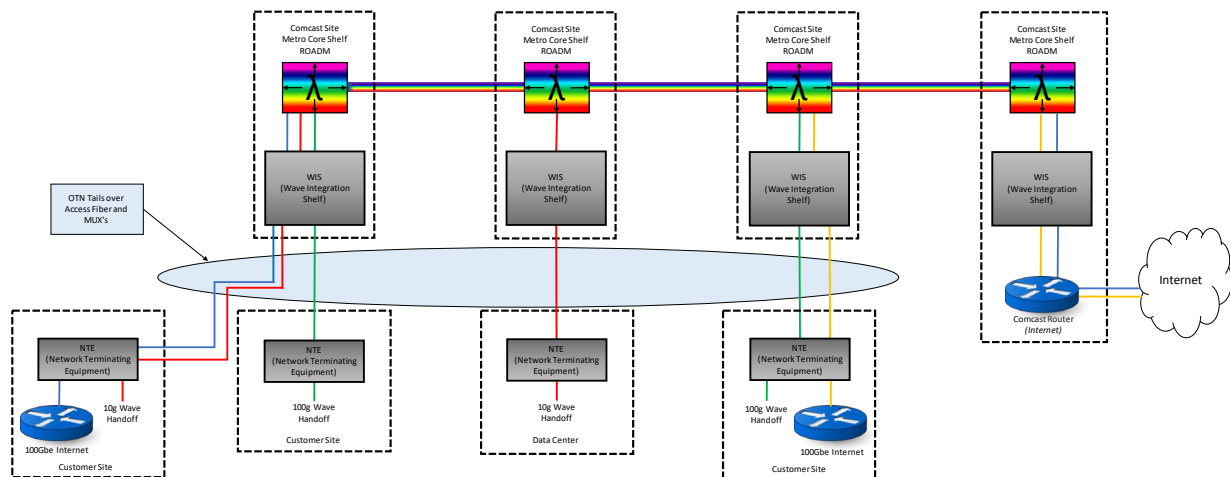 Comcast Site
Metro Core Shelf
ROADM
Comcast Site
Metro Core Shelf
ROADM
Comcast Site
Metro Core Shelf
ROADM
Comcast Site
Metro Core Shelf
ROADM
λ
λ
λ
λ
WIS
(Wave Integration
Shelf)
WIS
(Wave Integration
Shelf)
WIS
(Wave Integration
Shelf)
WIS
(Wave Integration
Shelf)
OTN Tails over
Access Fiber and
MUX's
Internet
Comcast Router
(Internet)
NTE
(Network Terminating
Equipment)
10g Wave
Handoff
100Gbe Internet
Customer Site
NTE
(Network Terminating
Equipment)
100g Wave
Handoff
Customer Site
NTE
(Network Terminating
Equipment)
10g Wave
Handoff
Data Center
NTE
(Network Terminating
Equipment)
100g Wave
Handoff
100Gbe Internet
Customer Site